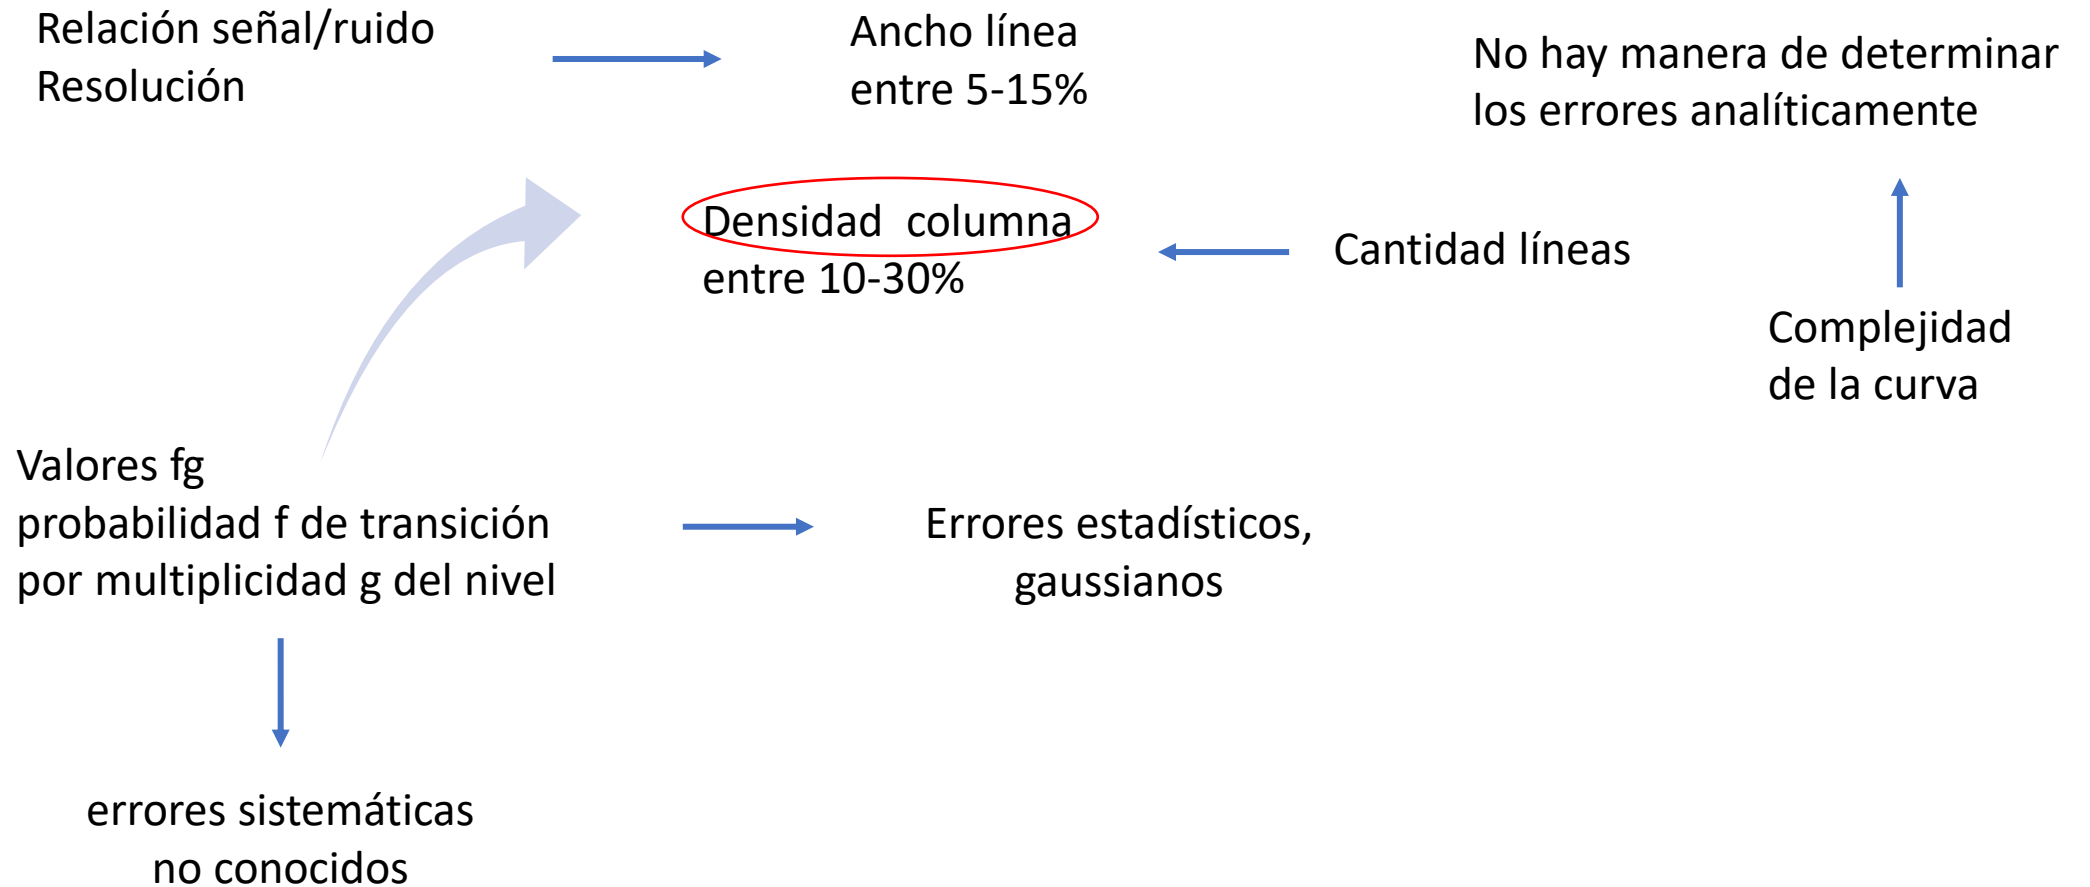 Relación señal/ruido
Resolución
Ancho línea
entre 5-15%
No hay manera de determinar
los errores analíticamente
Densidad columna
entre 10-30%
Cantidad líneas
Complejidad
de la curva
Valores fg
probabilidad f de transición
por multiplicidad g del nivel
Errores estadísticos,
gaussianos
errores sistemáticas
no conocidos